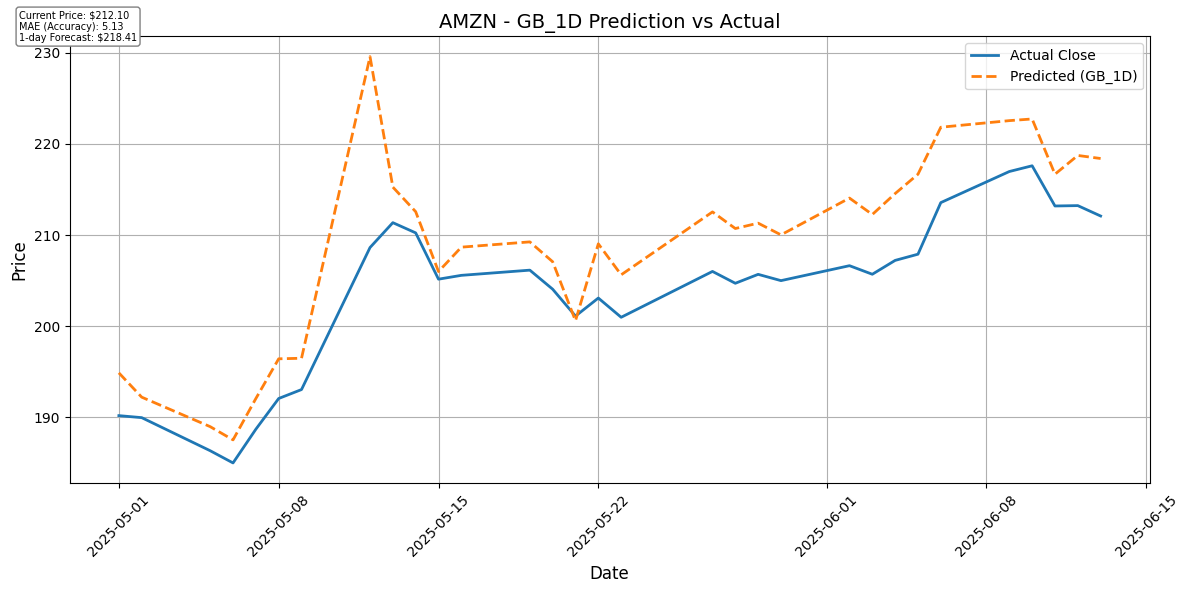 Current Price: $212.10
MAE (Accuracy): 5.13
1-day Forecast: $218.41
AMZN - GB_1D Prediction vs Actual
Actual Close
Predicted (GB_1D)
230
220
210
200
190
Price
2025-05-01
2025-05-08
2025-05-15
2025-05-22
2025-06-01
2025-06-08
2025-06-15
Date